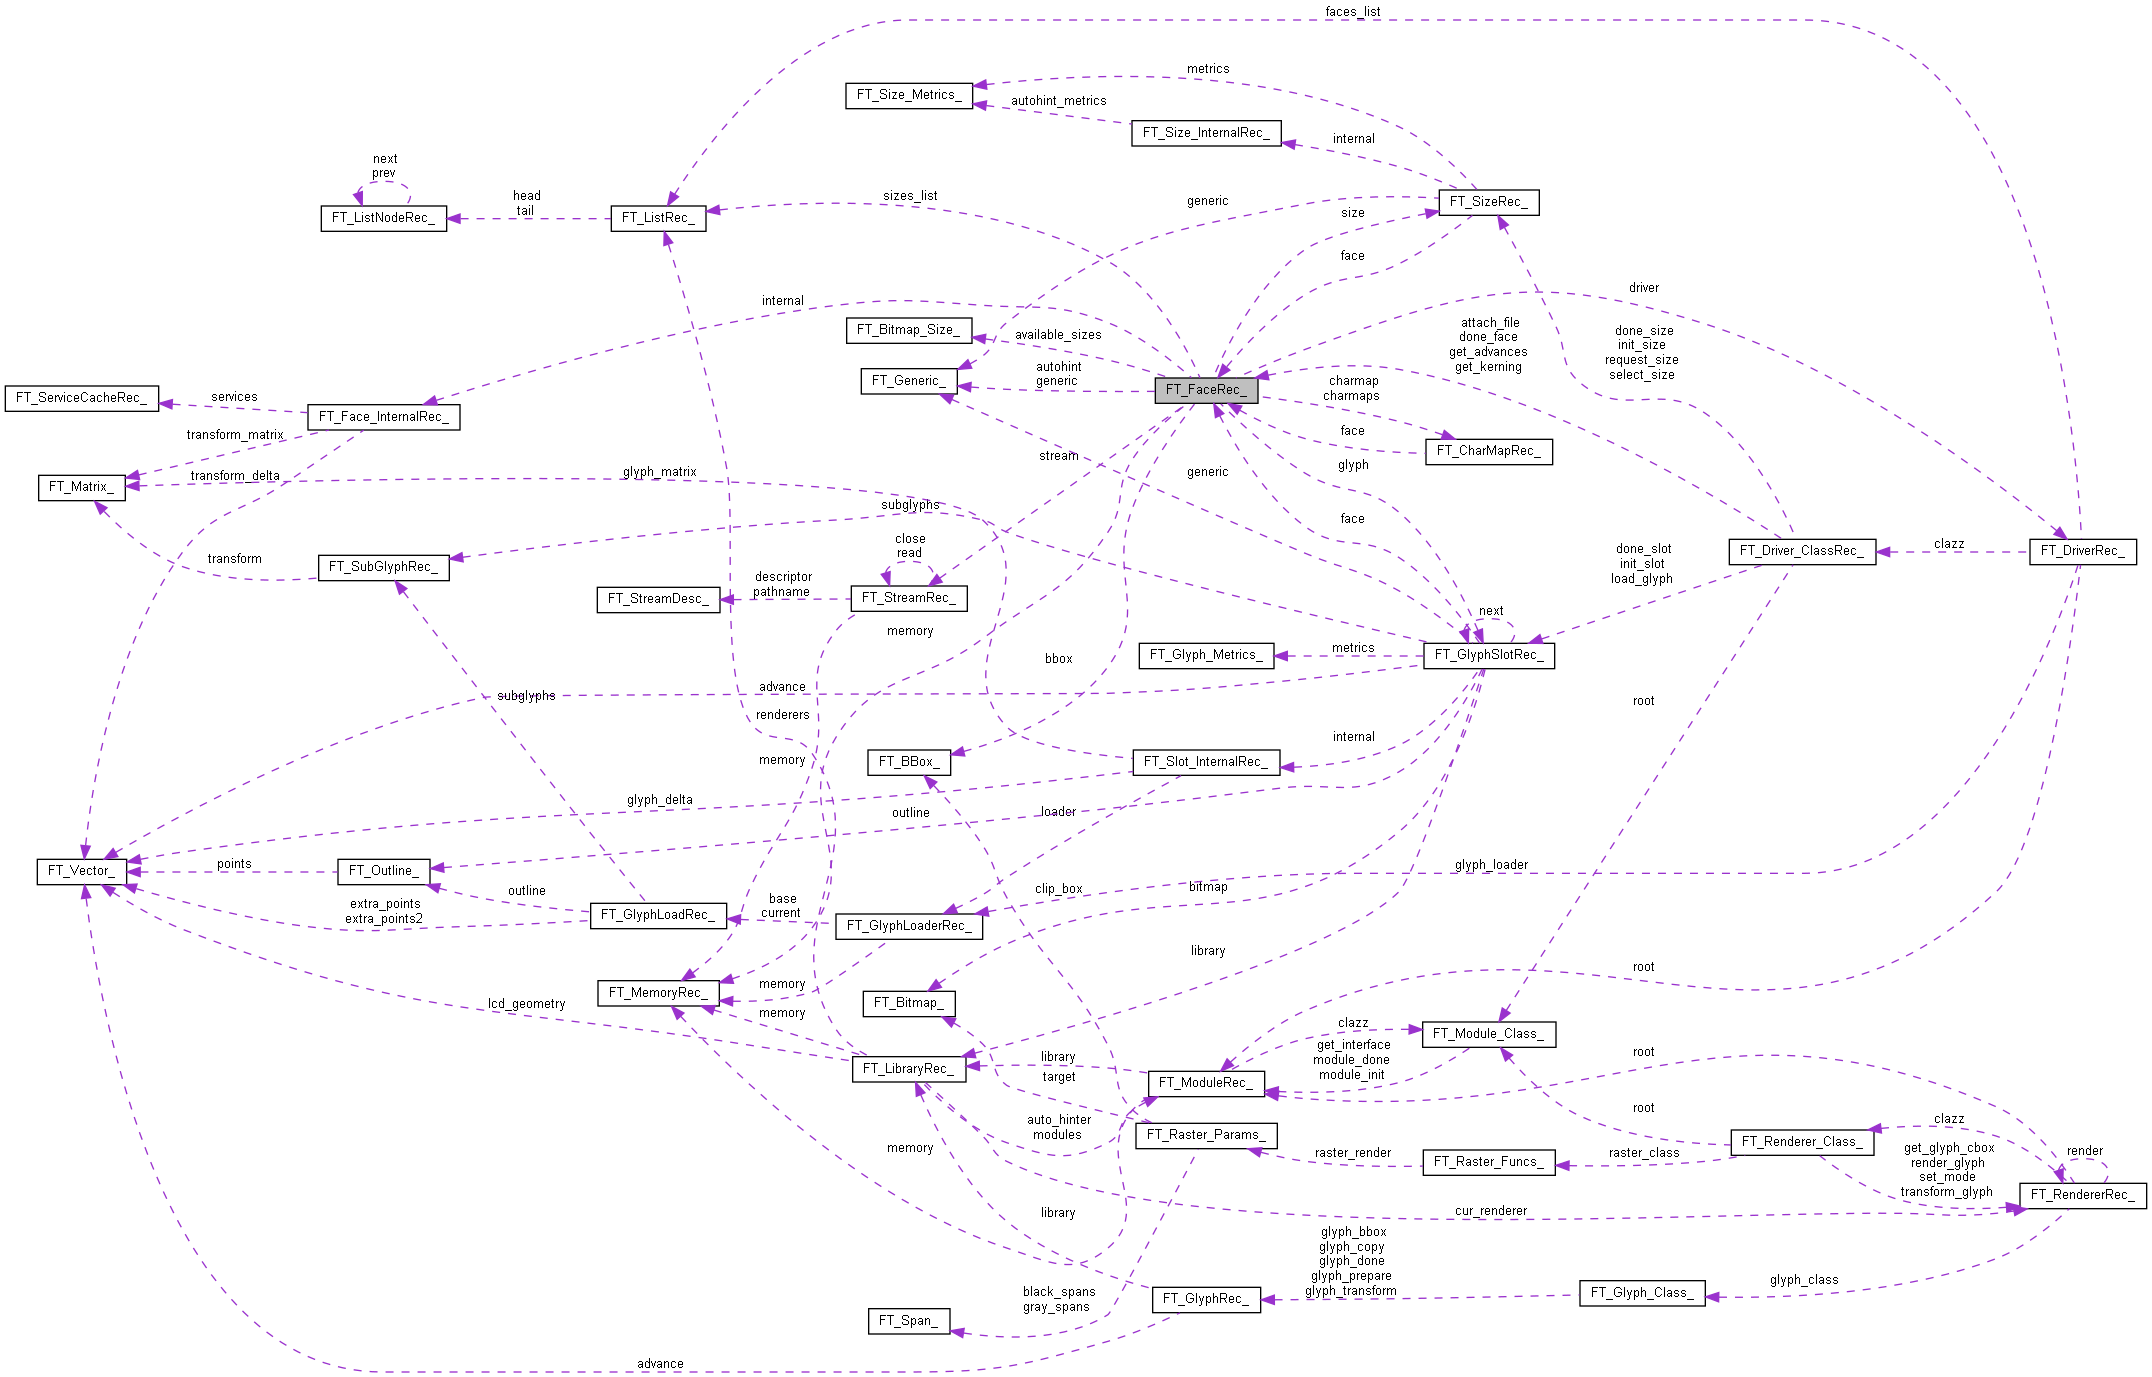 faces_list
metrics
FT_Size_Metrics_
autohint_metrics
FT_Size_InternalRec_
internal
next
prev
head
tail
sizes_list
generic
size
FT_SizeRec_
FT_ListNodeRec_
FT_ListRec_
face
driver
internal
FT_Bitmap_Size_
available_sizes
attach_file
done_face
get_advances
get_kerning
done_size
init_size
request_size
select_size
autohint
generic
FT_Generic_
FT_FaceRec_
charmap
charmaps
FT_ServiceCacheRec_
services
FT_Face_InternalRec_
transform_matrix
face
FT_CharMapRec_
stream
glyph
transform_delta
glyph_matrix
generic
FT_Matrix_
subglyphs
face
close
read
transform
FT_SubGlyphRec_
done_slot
init_slot
load_glyph
FT_Driver_ClassRec_
clazz
FT_DriverRec_
descriptor
pathname
FT_StreamDesc_
FT_StreamRec_
next
memory
bbox
FT_Glyph_Metrics_
metrics
FT_GlyphSlotRec_
subglyphs
advance
root
renderers
internal
memory
FT_BBox_
FT_Slot_InternalRec_
glyph_delta
outline
loader
FT_Vector_
points
FT_Outline_
glyph_loader
outline
clip_box
bitmap
extra_points
extra_points2
FT_GlyphLoadRec_
base
current
FT_GlyphLoaderRec_
library
root
memory
FT_MemoryRec_
lcd_geometry
FT_Bitmap_
memory
clazz
FT_Module_Class_
library
get_interface
module_done
module_init
root
FT_LibraryRec_
target
FT_ModuleRec_
root
auto_hinter
modules
FT_Raster_Params_
clazz
FT_Renderer_Class_
memory
raster_render
FT_Raster_Funcs_
raster_class
get_glyph_cbox
render_glyph
set_mode
transform_glyph
render
FT_RendererRec_
library
cur_renderer
glyph_bbox
glyph_copy
glyph_done
glyph_prepare
glyph_transform
glyph_class
black_spans
gray_spans
FT_GlyphRec_
FT_Glyph_Class_
FT_Span_
advance